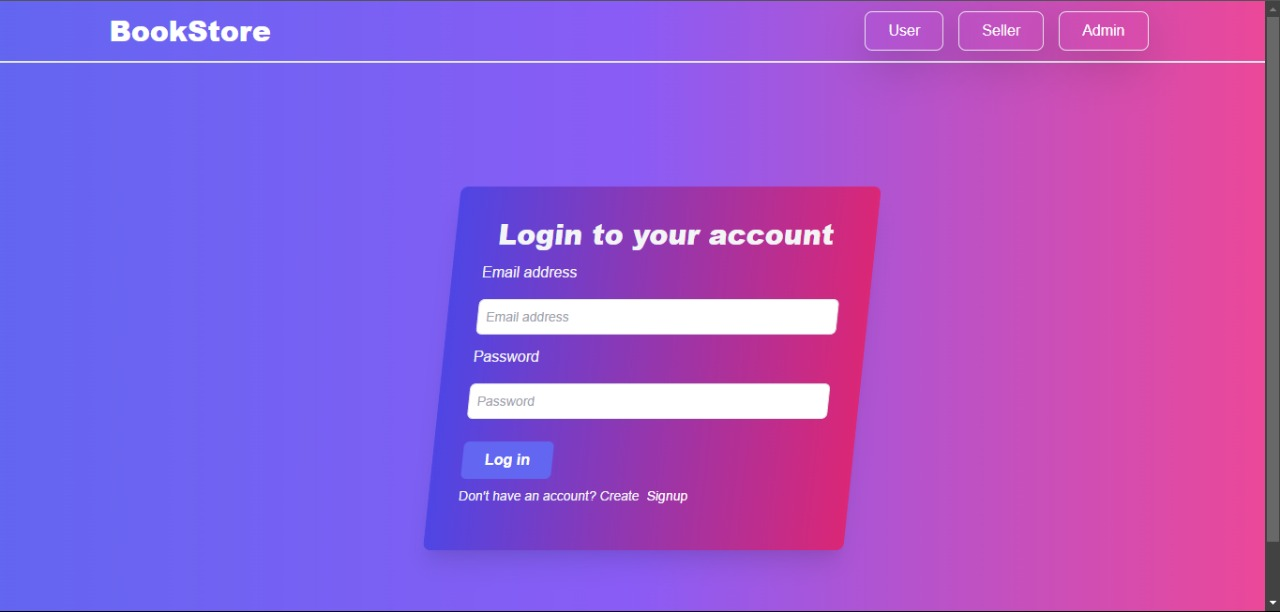 BookStore
User
Seller
Admin
Login to your account
Email address
Email address
Password
Password
Log in
Don't have an account? Create Signup